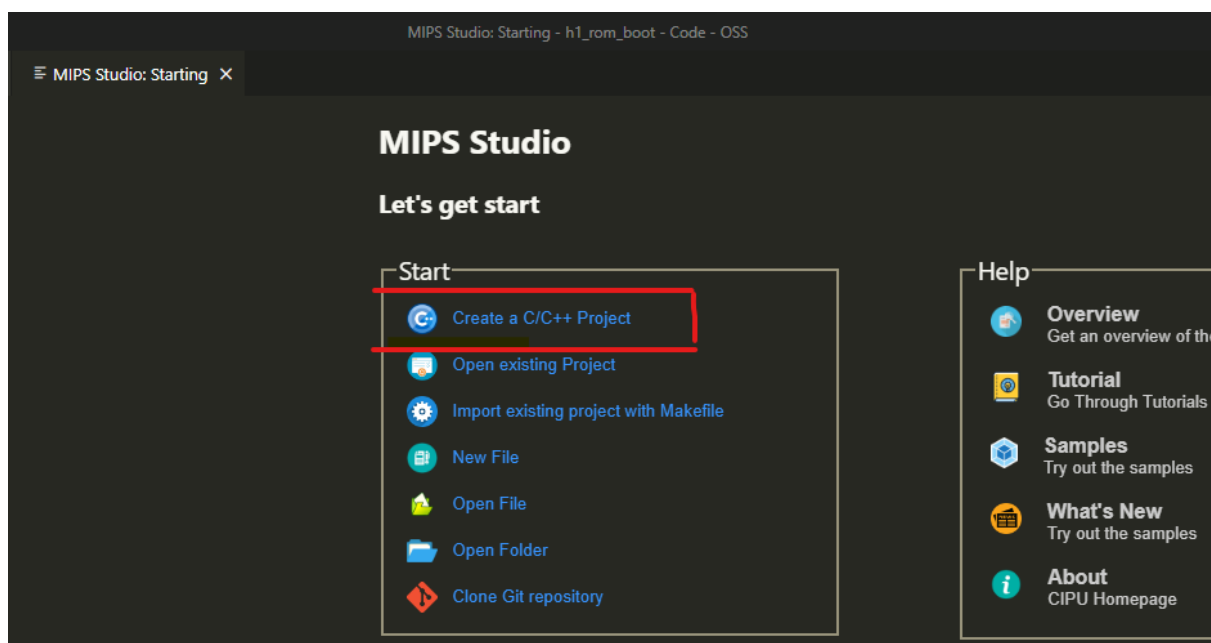 MIPS Studio: Starting - h1_rom_boot - Code - OSS
MIPS Studio: Starting
MIPS Studio
Let's get start
Start
Create a C/C++ Project
Open existing Project
Import existing project with Makefile
New File
Open File
Open Folder
Clone Git repository
Help
Overview
Get an overview of the
Tutorial
Go Through Tutorials
Samples
Try out the samples
What's New
Try out the samples
About
CIPU Homepage